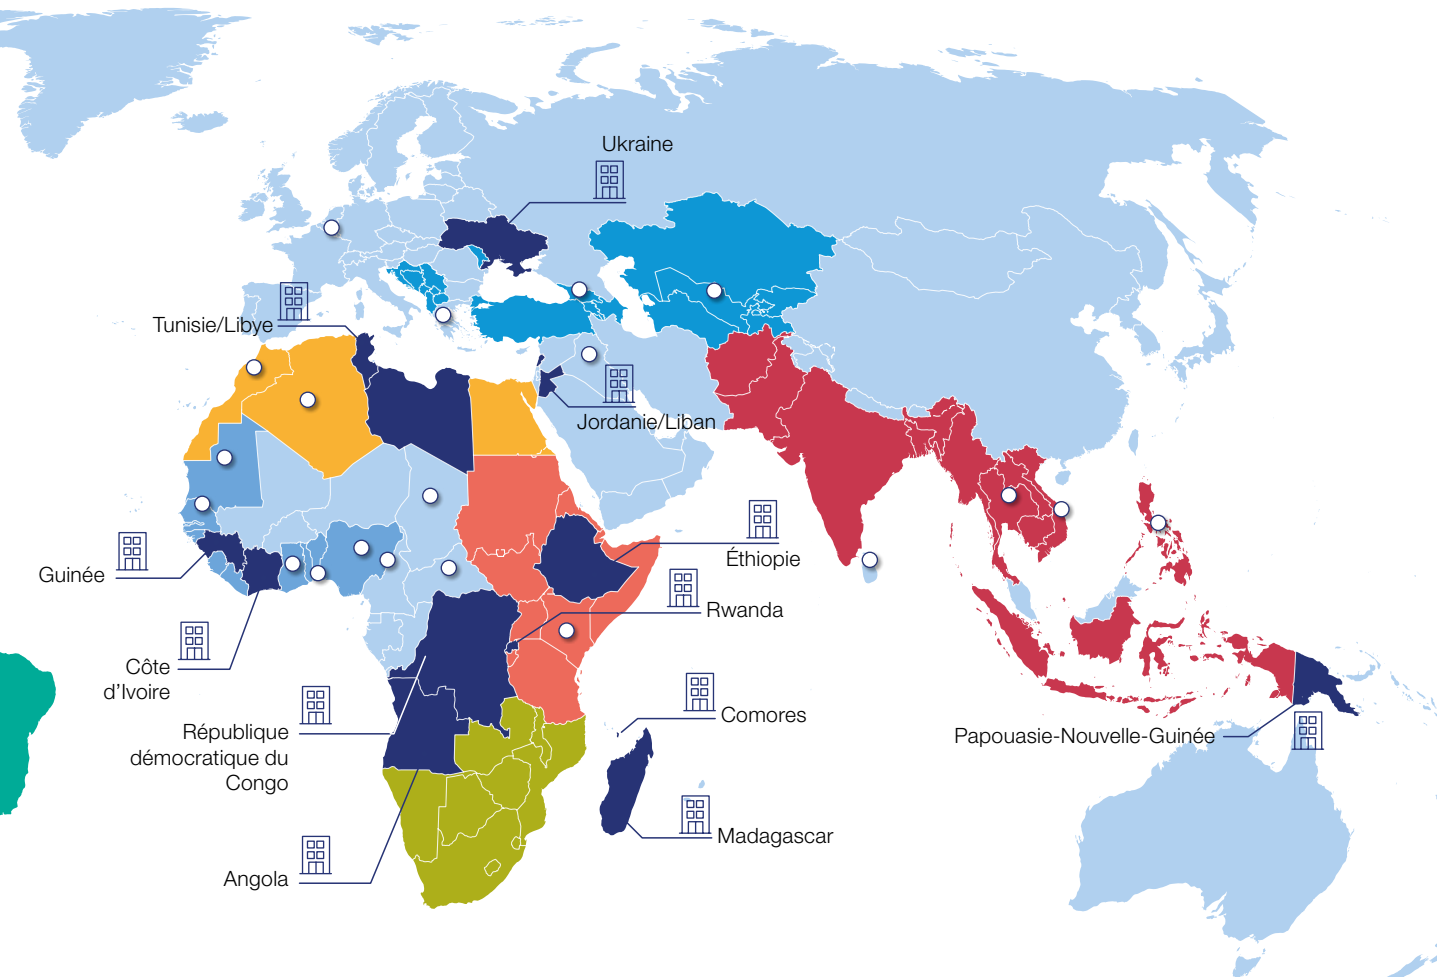 Ukraine
Tunisie/Libye
Jordanie/Liban
Éthiopie
Guinée
Rwanda
Côte
d’Ivoire
Comores
République
démocratique du
Congo
Papouasie-Nouvelle-Guinée
Madagascar
Angola